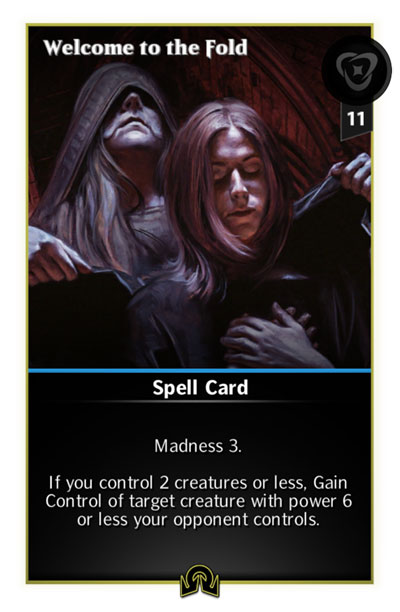 Welcome to the Fold
11
Spell Card
Madness 3.
If you control 2 creatures or less, Gain
Control of target creature with power 6
or less your opponent controls.